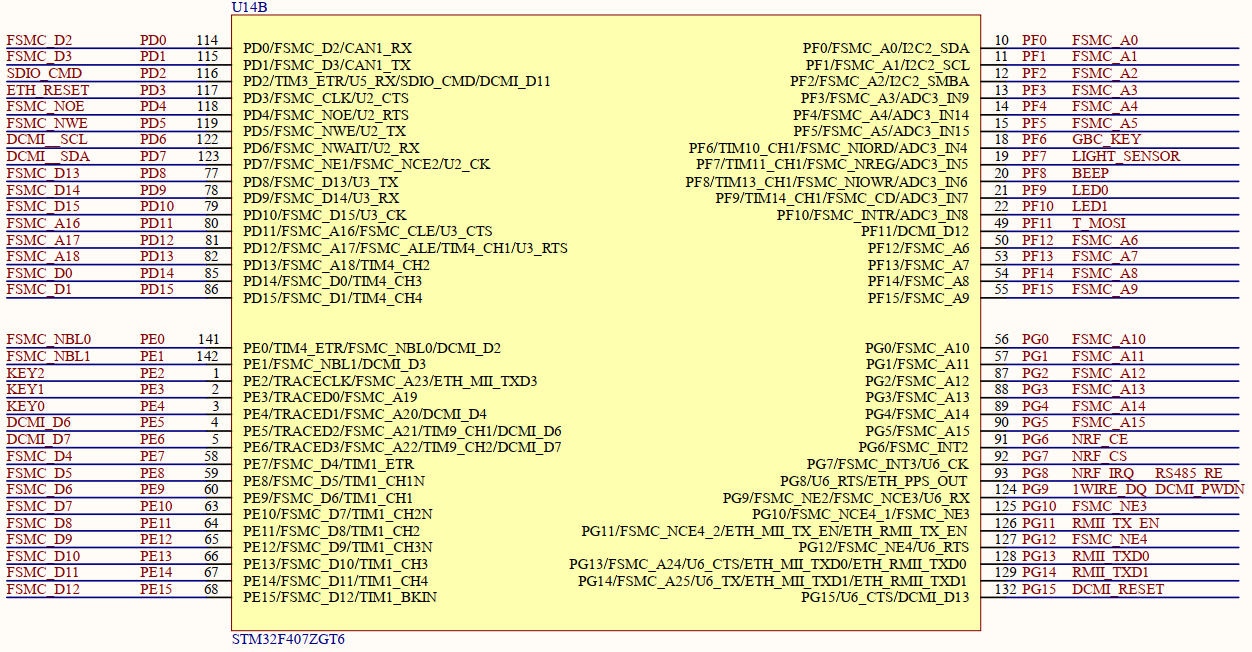 U14B
FSMC_D2 PD0 114 PD0/FSMC_D2/CAN1_RX PF0/FSMC_A0/I2C2_SDA 10 PF0 FSMC_A0
FSMC_D3 PD1 115 PD1/FSMC_D3/CAN1_TX PF1/FSMC_A1/I2C2_SCL 11 PF1 FSMC_A1
SDIO_CMD PD2 116 PD2/TIM3_ETR/U5_RX/SDIO_CMD/DCMI_D11 PF2/FSMC_A2/I2C2_SMBA 12 PF2 FSMC_A2
ETH_RESET PD3 117 PD3/FSMC_CLK/U2_CTS PF3/FSMC_A3/ADC3_IN9 13 PF3 FSMC_A3
FSMC_NOE PD4 118 PD4/FSMC_NOE/U2_RTS PF4/FSMC_A4/ADC3_IN14 14 PF4 FSMC_A4
FSMC_NWE PD5 119 PD5/FSMC_NWE/U2_TX PF5/FSMC_A5/ADC3_IN15 15 PF5 FSMC_A5
DCMI__SCL PD6 122 PD6/FSMC_NWAIT/U2_RX PF6/TIM10_CH1/FSMC_NIORD/ADC3_IN4 18 PF6 GBC_KEY
DCMI__SDA PD7 123 PD7/FSMC_NE1/FSMC_NCE2/U2_CK PF7/TIM11_CH1/FSMC_NREG/ADC3_IN5 19 PF7 LIGHT_SENSOR
FSMC_D13 PD8 77 PD8/FSMC_D13/U3_TX PF8/TIM13_CH1/FSMC_NIOWR/ADC3_IN6 20 PF8 BEEP
FSMC_D14 PD9 78 PD9/FSMC_D14/U3_RX PF9/TIM14_CH1/FSMC_CD/ADC3_IN7 21 PF9 LED0
FSMC_D15 PD10 79 PD10/FSMC_D15/U3_CK PF10/FSMC_INTR/ADC3_IN8 22 PF10 LED1
FSMC_A16 PD11 80 PD11/FSMC_A16/FSMC_CLE/U3_CTS PF11/DCMI_D12 49 PF11 T_MOSI
FSMC_A17 PD12 81 PD12/FSMC_A17/FSMC_ALE/TIM4_CH1/U3_RTS PF12/FSMC_A6 50 PF12 FSMC_A6
FSMC_A18 PD13 82 PD13/FSMC_A18/TIM4_CH2 PF13/FSMC_A7 53 PF13 FSMC_A7
FSMC_D0 PD14 85 PD14/FSMC_D0/TIM4_CH3 PF14/FSMC_A8 54 PF14 FSMC_A8
FSMC_D1 PD15 86 PD15/FSMC_D1/TIM4_CH4 PF15/FSMC_A9 55 PF15 FSMC_A9
FSMC_NBL0 PE0 141 PE0/TIM4_ETR/FSMC_NBL0/DCMI_D2 PG0/FSMC_A10 56 PG0 FSMC_A10
FSMC_NBL1 PE1 142 PE1/FSMC_NBL1/DCMI_D3 PG1/FSMC_A11 57 PG1 FSMC_A11
KEY2 PE2 1 PE2/TRACECLK/FSMC_A23/ETH_MII_TXD3 PG2/FSMC_A12 87 PG2 FSMC_A12
KEY1 PE3 2 PE3/TRACED0/FSMC_A19 PG3/FSMC_A13 88 PG3 FSMC_A13
KEY0 PE4 3 PE4/TRACED1/FSMC_A20/DCMI_D4 PG4/FSMC_A14 89 PG4 FSMC_A14
DCMI_D6 PE5 4 PE5/TRACED2/FSMC_A21/TIM9_CH1/DCMI_D6 PG5/FSMC_A15 90 PG5 FSMC_A15
DCMI_D7 PE6 5 PE6/TRACED3/FSMC_A22/TIM9_CH2/DCMI_D7 PG6/FSMC_INT2 91 PG6 NRF_CE
FSMC_D4 PE7 58 PE7/FSMC_D4/TIM1_ETR PG7/FSMC_INT3/U6_CK 92 PG7 NRF_CS
FSMC_D5 PE8 59 PE8/FSMC_D5/TIM1_CH1N PG8/U6_RTS/ETH_PPS_OUT 93 PG8 NRF_IRQ RS485_RE
FSMC_D6 PE9 60 PE9/FSMC_D6/TIM1_CH1 PG9/FSMC_NE2/FSMC_NCE3/U6_RX 124 PG9 1WIRE_DQ DCMI_PWDN
FSMC_D7 PE10 63 PE10/FSMC_D7/TIM1_CH2N PG10/FSMC_NCE4_1/FSMC_NE3 125 PG10 FSMC_NE3
FSMC_D8 PE11 64 PE11/FSMC_D8/TIM1_CH2 PG11/FSMC_NCE4_2/ETH_MII_TX_EN/ETH_RMII_TX_EN 126 PG11 RMII_TX_EN
FSMC_D9 PE12 65 PE12/FSMC_D9/TIM1_CH3N PG12/FSMC_NE4/U6_RTS 127 PG12 FSMC_NE4
FSMC_D10 PE13 66 PE13/FSMC_D10/TIM1_CH3 PG13/FSMC_A24/U6_CTS/ETH_MII_TXD0/ETH_RMII_TXD0 128 PG13 RMII_TXD0
FSMC_D11 PE14 67 PE14/FSMC_D11/TIM1_CH4 PG14/FSMC_A25/U6_TX/ETH_MII_TXD1/ETH_RMII_TXD1 129 PG14 RMII_TXD1
FSMC_D12 PE15 68 PE15/FSMC_D12/TIM1_BKIN PG15/U6_CTS/DCMI_D13 132 PG15 DCMI_RESET
STM32F407ZGT6